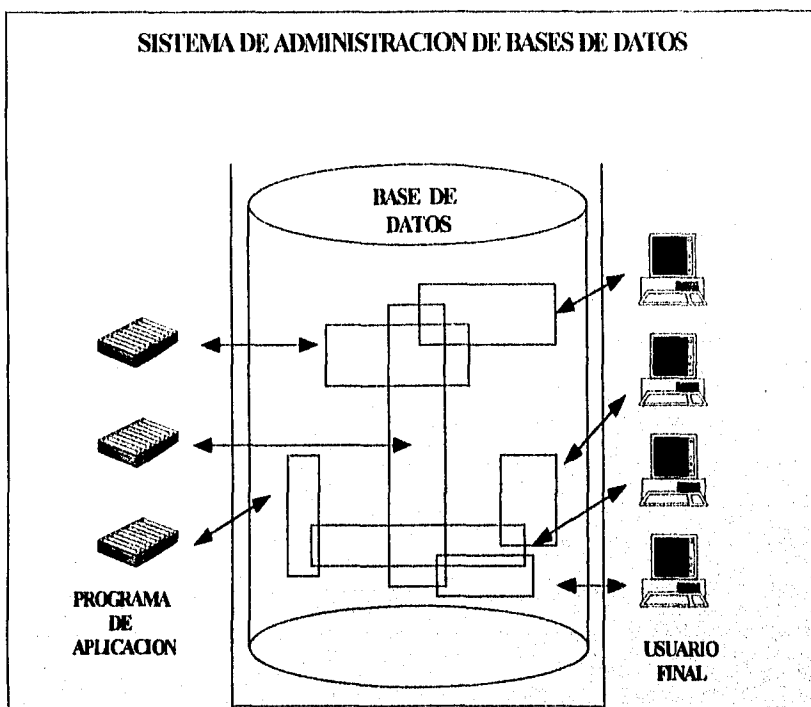 SISTEMA DE ADMINISTRACION DE BASES DE DATOS
BASE DE
DATOS
PROGRAMA
DE
APLICACION
USUARIO
FINAL